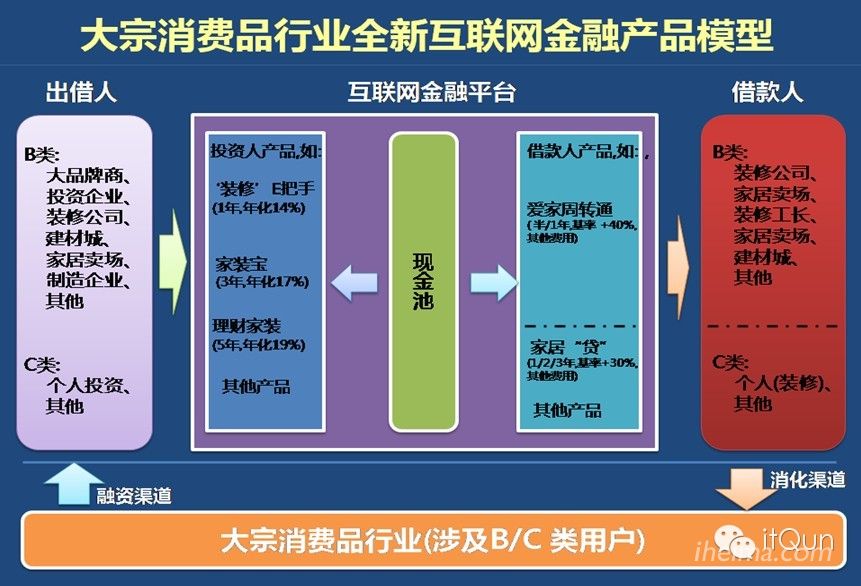 大宗消费品行业全新互联网金融产品模型
出借人
互联网金融平台
借款人
B类:
大品牌商、
投资企业、
装修公司、
建材城、
家居卖场、
制造企业、
其他
C类:
个人投资、
其他
投资人产品,如:
‘装修’E把手
(1年,年化14%)
家装宝
(3年,年化17%)
理财家装
(5年,年化19%)
其他产品
现金池
借款人产品,如: ,
爱家周转通
(半/1年,基率 +40%,
其他费用)
家居“贷”
(1/2/3年,基率+30%,
其他费用)
其他产品
B类:
装修公司、
家居卖场、
装修工长、
家居卖场、
建材城、
其他
C类:
个人(装修)、
其他
融资渠道
消化渠道
大宗消费品行业(涉及B/C 类用户)
itQun
iheima.com